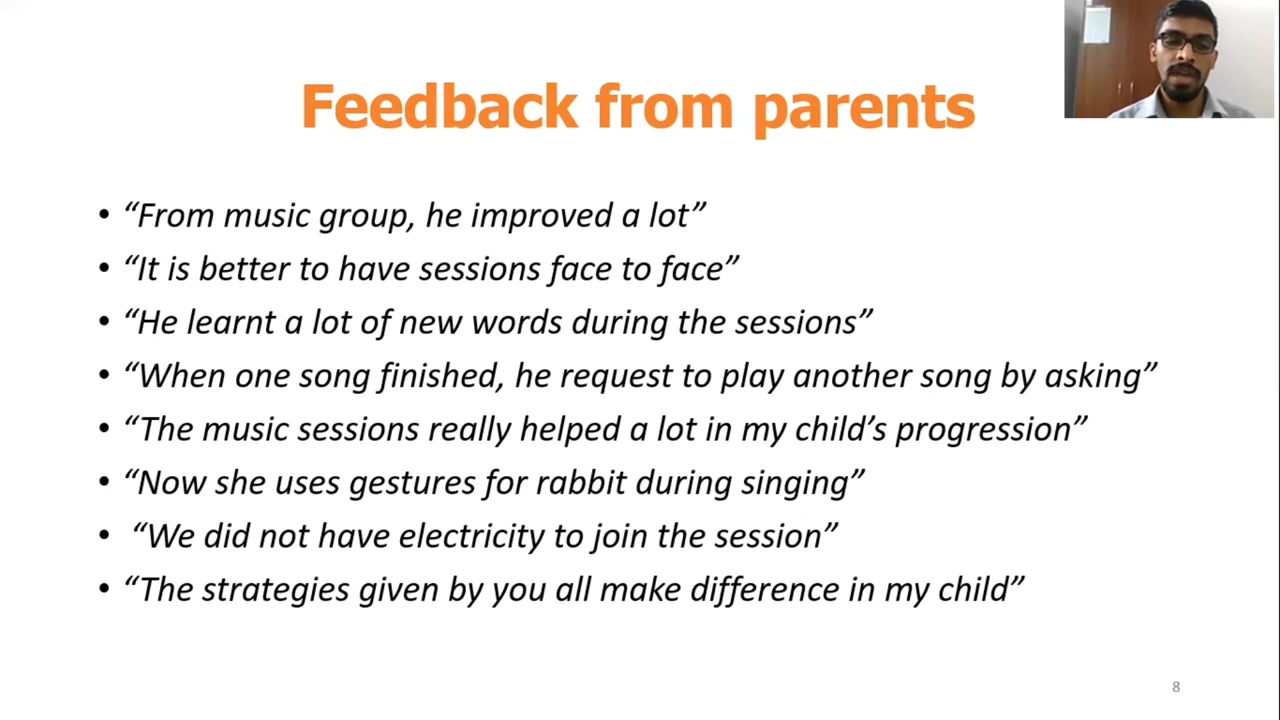 Feedback from parents
• “From music group, he improved a lot”
• “It is better to have sessions face to face”
• “He learnt a lot of new words during the sessions”
• “When one song finished, he request to play another song by asking”
• “The music sessions really helped a lot in my child’s progression”
• “Now she uses gestures for rabbit during singing”
• “We did not have electricity to join the session”
• “The strategies given by you all make difference in my child”
8